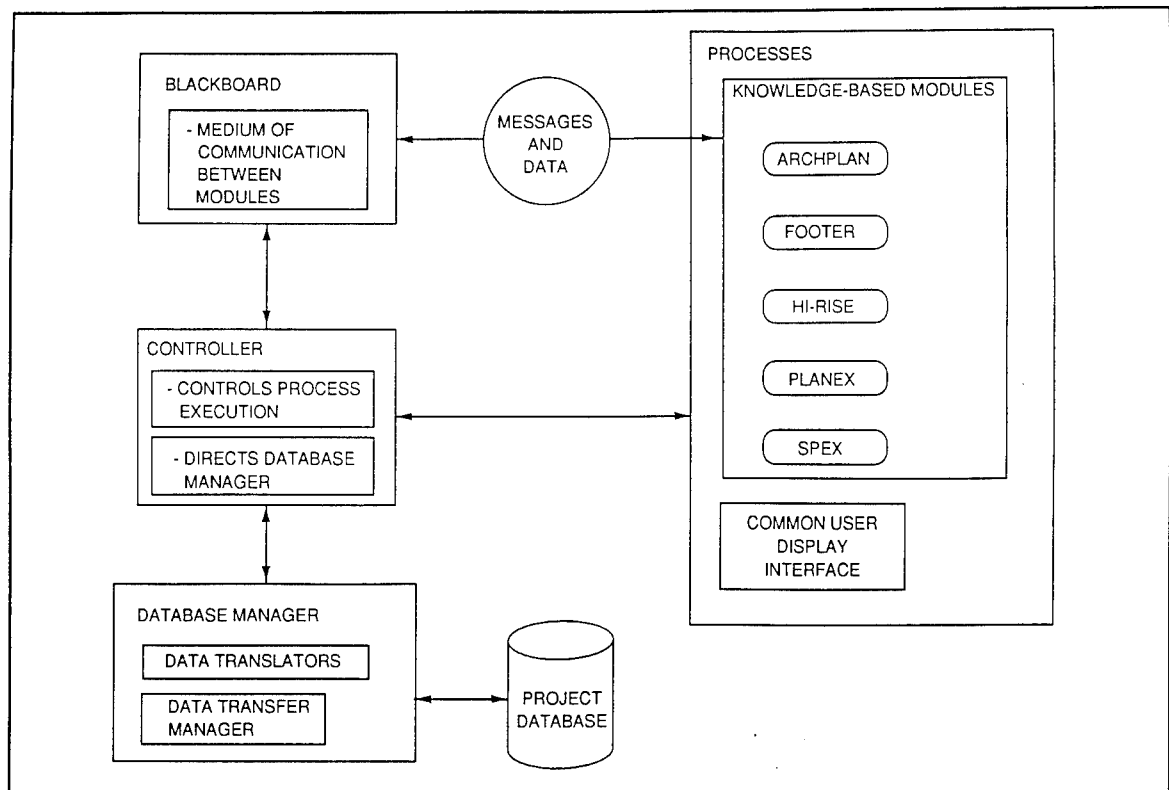 BLACKBOARD
- MEDIUM OF
COMMUNICATION
BETWEEN
MODULES
MESSAGES
AND
DATA
PROCESSES
KNOWLEDGE-BASED MODULES
ARCHPLAN
FOOTER
HI-RISE
PLANEX
SPEX
COMMON USER
DISPLAY
INTERFACE
CONTROLLER
- CONTROLS PROCESS
EXECUTION
- DIRECTS DATABASE
MANAGER
DATABASE MANAGER
DATA TRANSLATORS
DATA TRANSFER
MANAGER
PROJECT
DATABASE